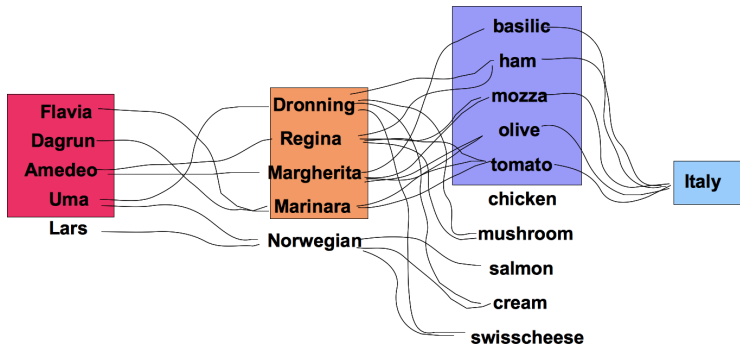 Flavia
Dagrun
Amedeo
Uma
Lars
Dronning
Regina
Margherita
Marinara
Norwegian
basilic
ham
mozza
olive
tomato
chicken
mushroom
salmon
cream
swisscheese
Italy